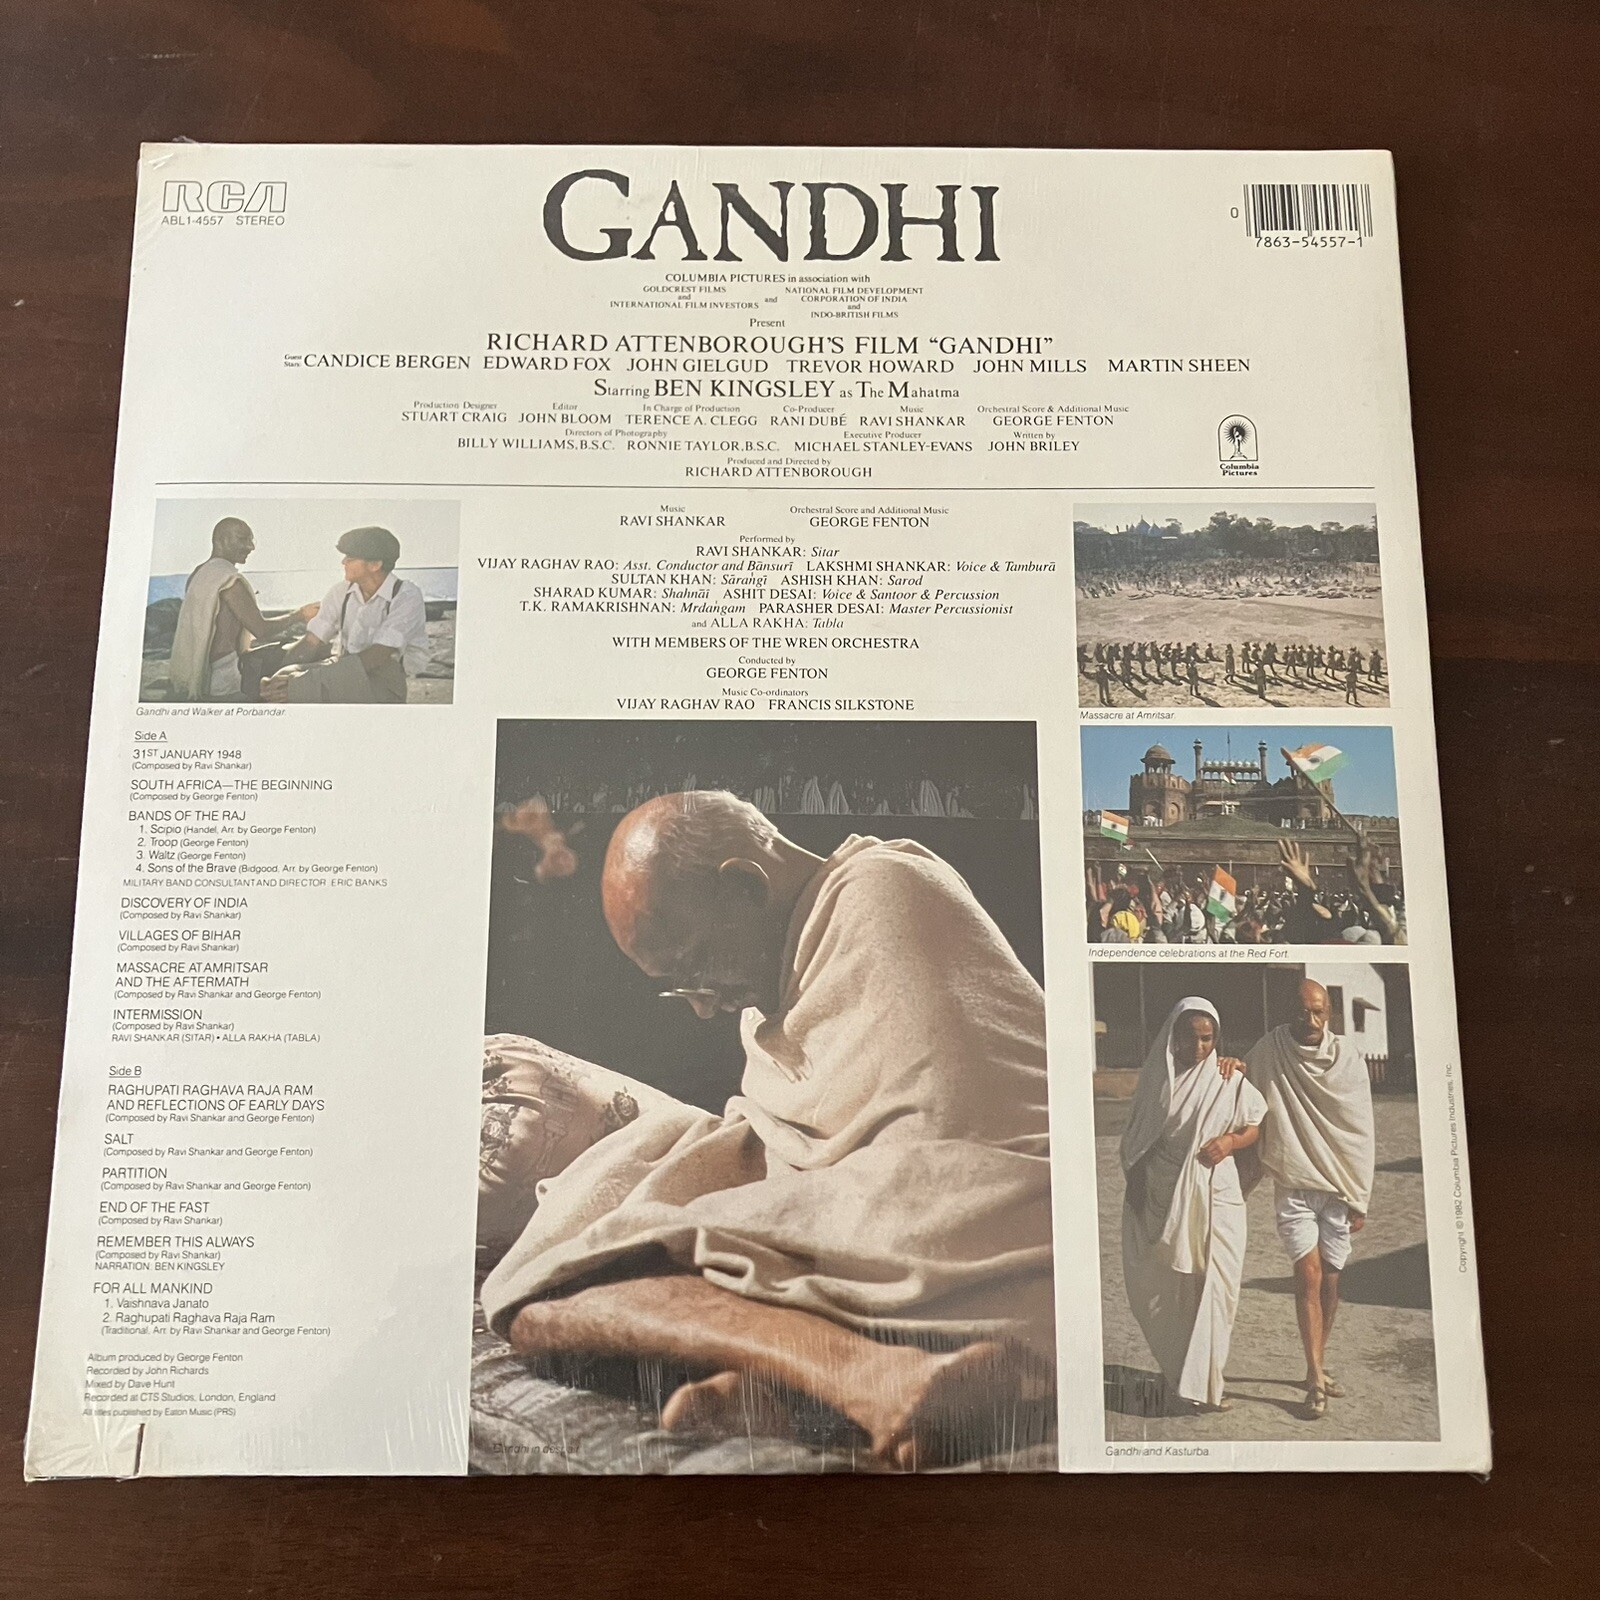 RCA
ABL1-4557 STEREO
GANDHI
0 7863-54557-1
COLUMBIA PICTURES in association with
GOLDCREST FILMS
and
INTERNATIONAL FILM INVESTORS
and
NATIONAL FILM DEVELOPMENT
CORPORATION OF INDIA
and
INDO-BRITISH FILMS
Present
RICHARD ATTENBOROUGH'S FILM “GANDHI”
Guest Stars: CANDICE BERGEN EDWARD FOX JOHN GIELGUD TREVOR HOWARD JOHN MILLS MARTIN SHEEN
Starring BEN KINGSLEY as The Mahatma
Production Designer Editor In Charge of Production Co-Producer Music Orchestral Score & Additional Music
STUART CRAIG JOHN BLOOM TERENCE A. CLEGG RANI DUBÉ RAVI SHANKAR GEORGE FENTON
Directors of Photography Executive Producer Written by
BILLY WILLIAMS, B.S.C. RONNIE TAYLOR, B.S.C. MICHAEL STANLEY-EVANS JOHN BRILEY
Produced and Directed by
RICHARD ATTENBOROUGH
Columbia
Pictures
Gandhi and Walker at Porbandar.
Side A
31ST JANUARY 1948
(Composed by Ravi Shankar)
SOUTH AFRICA—THE BEGINNING
(Composed by George Fenton)
BANDS OF THE RAJ
1. Scipio (Handel, Arr. by George Fenton)
2. Troop (George Fenton)
3. Waltz (George Fenton)
4. Sons of the Brave (Bidgood, Arr. by George Fenton)
MILITARY BAND CONSULTANT AND DIRECTOR: ERIC BANKS
DISCOVERY OF INDIA
(Composed by Ravi Shankar)
VILLAGES OF BIHAR
(Composed by Ravi Shankar)
MASSACRE AT AMRITSAR
AND THE AFTERMATH
(Composed by Ravi Shankar and George Fenton)
INTERMISSION
(Composed by Ravi Shankar)
RAVI SHANKAR (SITAR) • ALLA RAKHA (TABLA)
Side B
RAGHUPATI RAGHAVA RAJA RAM
AND REFLECTIONS OF EARLY DAYS
(Composed by Ravi Shankar and George Fenton)
SALT
(Composed by Ravi Shankar and George Fenton)
PARTITION
(Composed by Ravi Shankar and George Fenton)
END OF THE FAST
(Composed by Ravi Shankar)
REMEMBER THIS ALWAYS
(Composed by Ravi Shankar)
NARRATION: BEN KINGSLEY
FOR ALL MANKIND
1. Vaishnava Janato
2. Raghupati Raghava Raja Ram
(Traditional, Arr. by Ravi Shankar and George Fenton)
Album produced by George Fenton
Recorded by John Richards
Mixed by Dave Hunt
Recorded at CTS Studios, London, England
All titles published by Eaton Music (PRS)
Music
RAVI SHANKAR
Orchestral Score and Additional Music
GEORGE FENTON
Performed by
RAVI SHANKAR: Sitar
VIJAY RAGHAV RAO: Asst. Conductor and Bānsurī LAKSHMI SHANKAR: Voice & Tamburā
SULTAN KHAN: Sārangī ASHISH KHAN: Sarod
SHARAD KUMAR: Shahnāi ASHIT DESAI: Voice & Santoor & Percussion
T.K. RAMAKRISHNAN: Mrdangam PARASHER DESAI: Master Percussionist
and ALLA RAKHA: Tabla
WITH MEMBERS OF THE WREN ORCHESTRA
Conducted by
GEORGE FENTON
Music Co-ordinators
VIJAY RAGHAV RAO FRANCIS SILKSTONE
Gandhi in despair.
Massacre at Amritsar.
Independence celebrations at the Red Fort.
Gandhi and Kasturba.
Copyright © 1982 Columbia Pictures Industries, Inc.